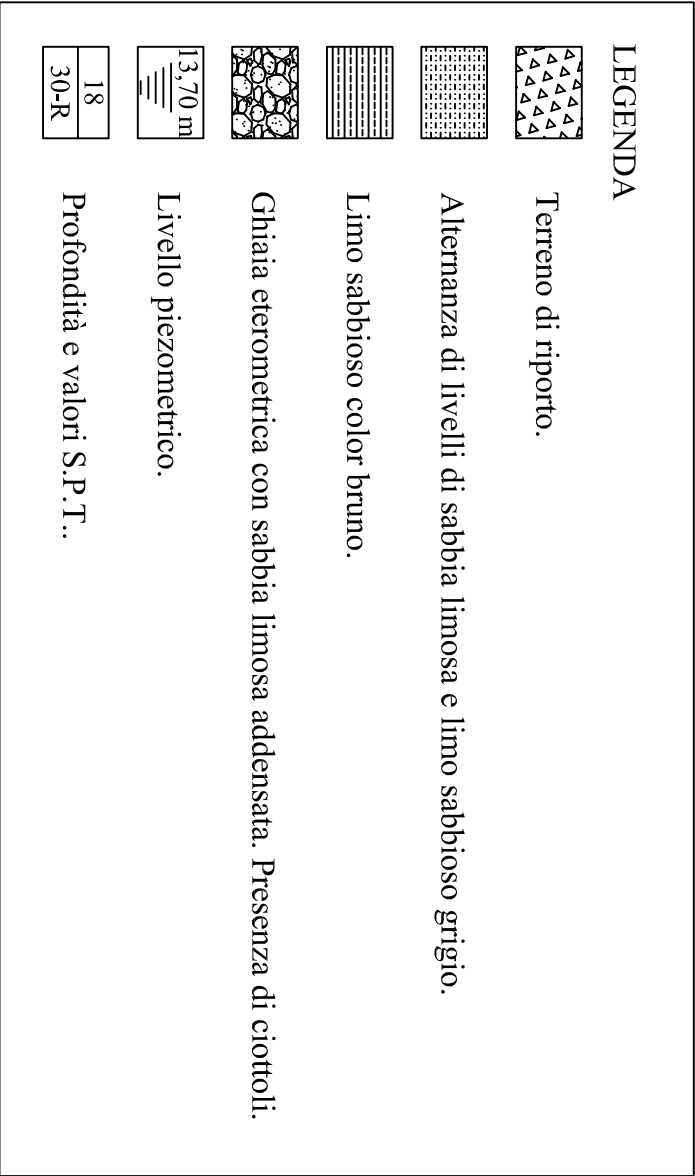 LEGENDA
Terreno di riporto.
Alternanza di livelli di sabbia limosa e limo sabbioso grigio.
Limo sabbioso color bruno.
Ghiaia eterometrica con sabbia limosa addensata. Presenza di ciottoli.
13,70 m
Livello piezometrico.
18
30-R
Profondità e valori S.P.T..